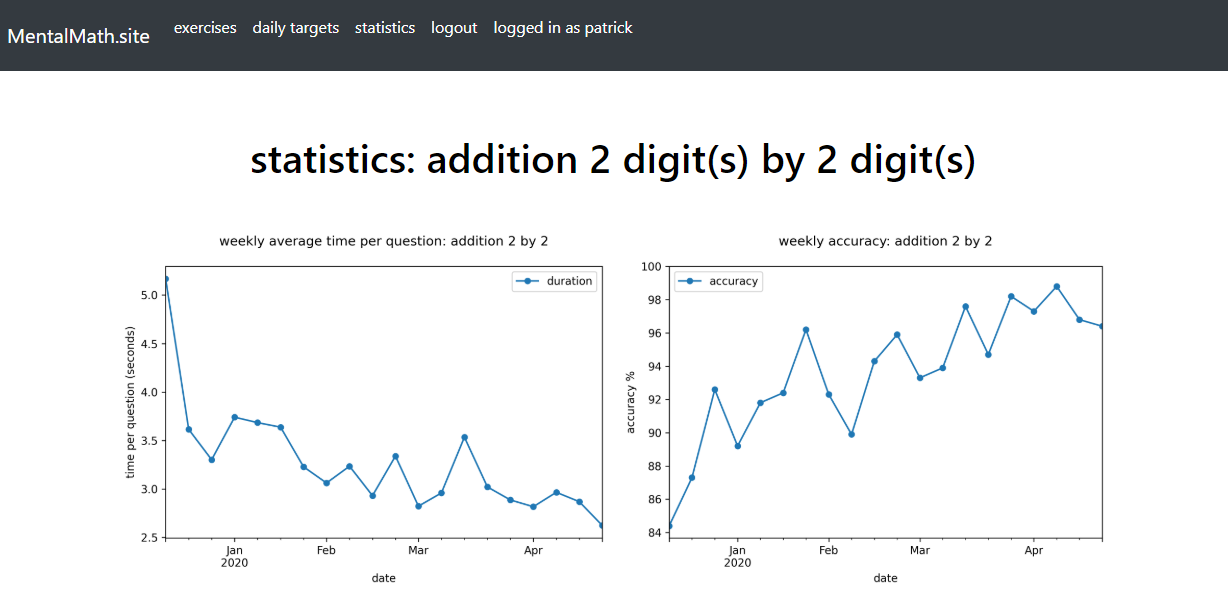 MentalMath.site exercises daily targets statistics logout logged in as patrick
statistics: addition 2 digit(s) by 2 digit(s)
weekly average time per question: addition 2 by 2
duration
5.0
4.5
4.0
3.5
3.0
2.5
time per question (seconds)
Jan Feb Mar Apr
2020
date
weekly accuracy: addition 2 by 2
accuracy
100
98
96
94
92
90
88
86
84
accuracy %
Jan Feb Mar Apr
2020
date